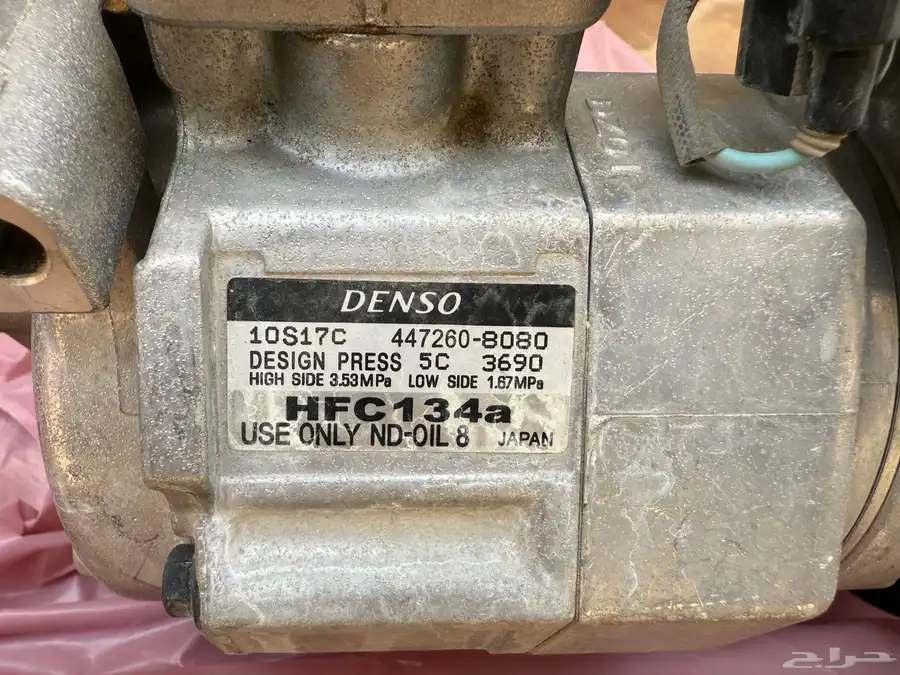 DENSO
10S17C 447260-8080
DESIGN PRESS 5C 3690
HIGH SIDE 3.53MPa LOW SIDE 1.67MPa
HFC134a
USE ONLY ND-OIL 8 JAPAN
حراج